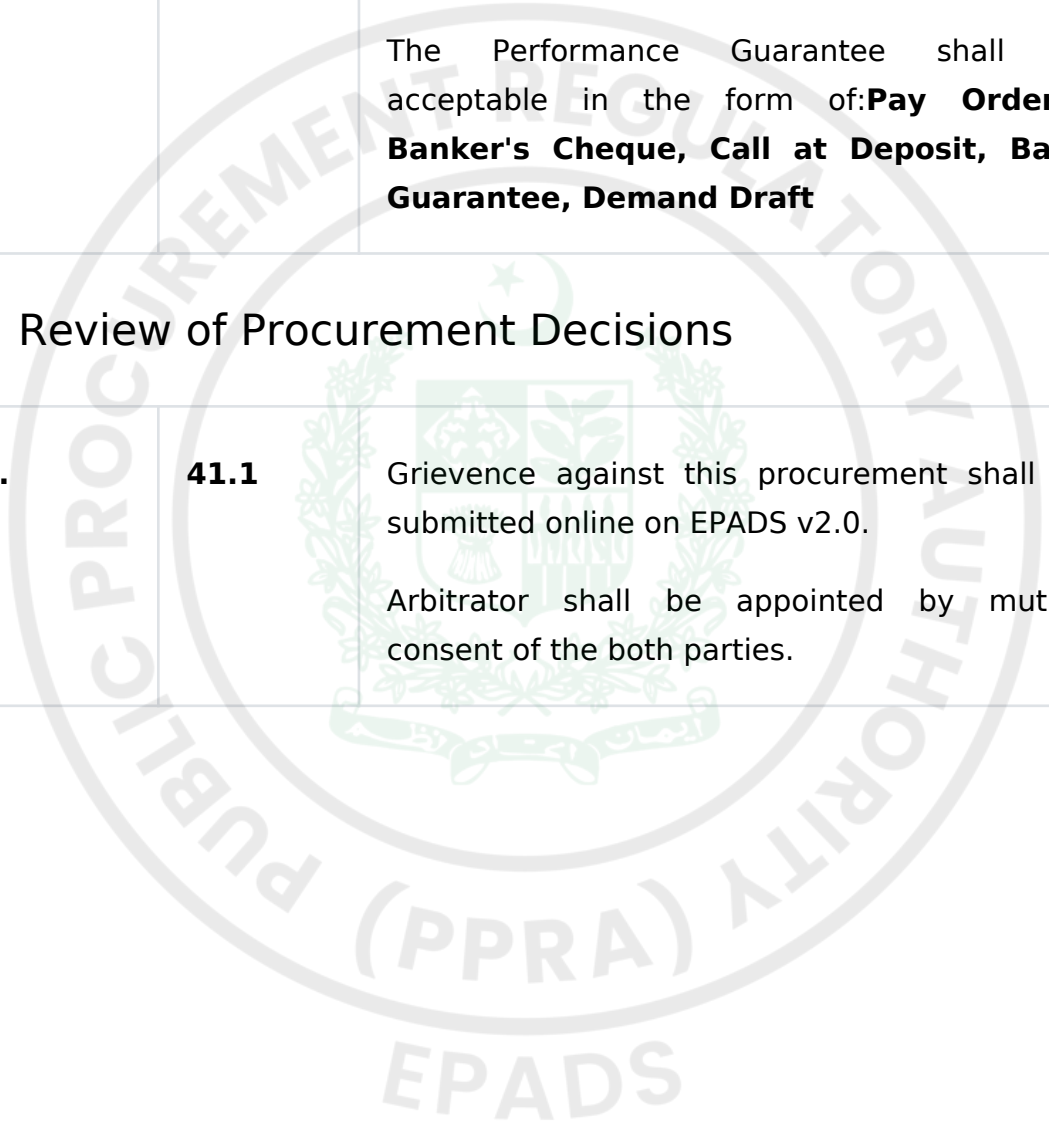 The Performance Guarantee shall
acceptable in the form of:Pay Order
Banker's Cheque, Call at Deposit, Ba
Guarantee, Demand Draft
Review of Procurement Decisions
. 41.1 Grievence against this procurement shall
submitted online on EPADS v2.0.
Arbitrator shall be appointed by mut
consent of the both parties.
PUBLIC PROCUREMENT REGULATORY AUTHORITY
(PPRA)
EPADS